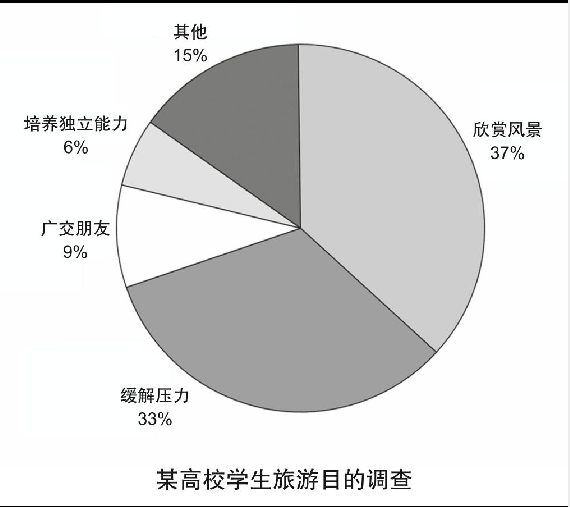 其他
15%
欣赏风景
37%
培养独立能力
6%
广交朋友
9%
缓解压力
33%
某高校学生旅游目的调查